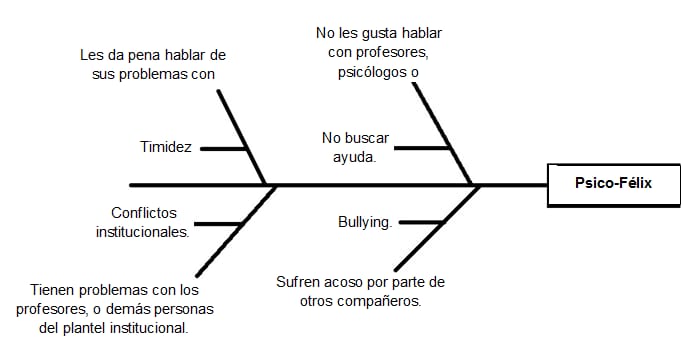 Les da pena hablar de
sus problemas con
No les gusta hablar
con profesores,
psicólogos o
Timidez
No buscar
ayuda.
Psico-Félix
Conflictos
institucionales.
Bullying.
Tienen problemas con los
profesores, o demás personas
del plantel institucional.
Sufren acoso por parte de
otros compañeros.